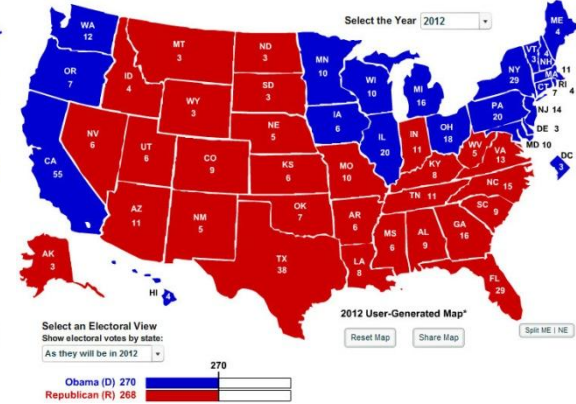 Select the Year 2012
WA
12
OR
7
CA
55
NV
6
ID
4
MT
3
WY
3
UT
6
AZ
11
CO
9
NM
5
ND
3
SD
3
NE
5
KS
6
OK
7
TX
38
MN
10
IA
6
MO
10
AR
6
LA
8
WI
10
IL
20
MI
16
IN
11
OH
18
KY
8
TN 11
MS
6
AL
9
GA
16
FL
29
SC
9
NC 15
VA
13
WV
5
PA
20
NY
29
VT
3
NH
4
ME
4
MA
11
RI
4
CT
7
NJ 14
DE 3
MD 10
DC
3
AK
3
HI
4
2012 User-Generated Map*
Reset Map
Share Map
Split ME | NE
Select an Electoral View
Show electoral votes by state:
As they will be in 2012
270
Obama (D) 270
Republican (R) 268